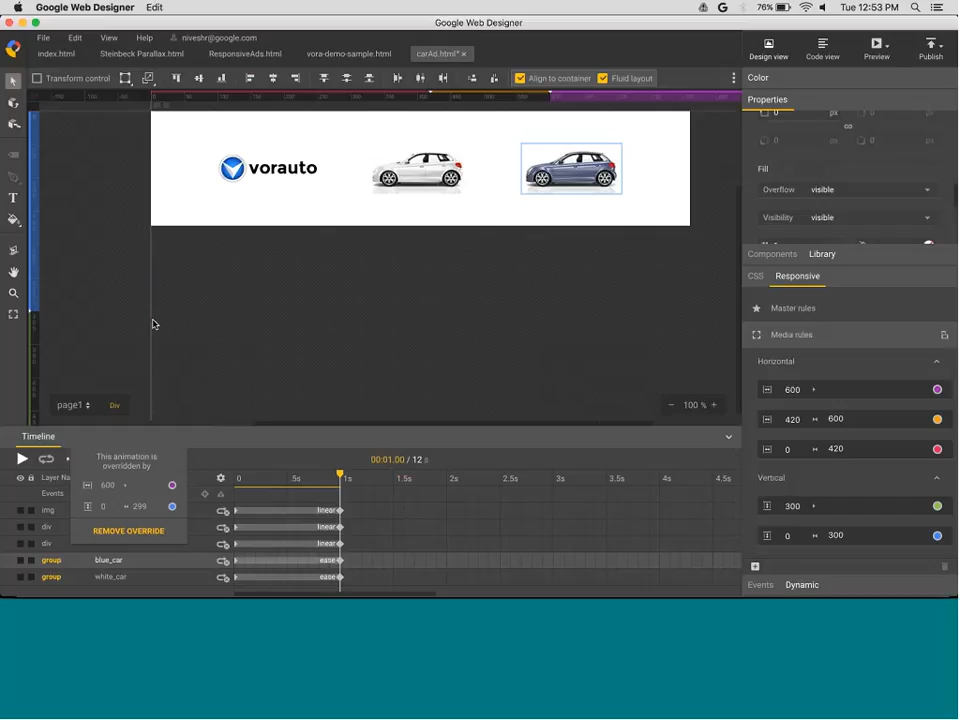 Google Web Designer Edit 76% Tue 12:53 PM
Google Web Designer
File Edit View Help niveshr@google.com
index.html Steinbeck Parallax.html ResponsiveAds.html vora-demo-sample.html carAd.html* ×
Design view Code view Preview Publish
Transform control Align to container Fluid layout
Color
Properties
0 px 0
px 0
Fill
Overflow visible
Visibility visible
vorauto
Components Library
CSS Responsive
Master rules
Media rules
Horizontal
600
420 600
0 420
Vertical
300
0 300
Events Dynamic
page1 Div − 100 % +
Timeline
00:01.00 / 12 s
This animation is
overridden by
600
0 299
REMOVE OVERRIDE
Layer Na
0 .5s 1s 1.5s 2s 2.5s 3s 3.5s 4s 4.5s
Events
img linear
div linear
div linear
group blue_car ease
group white_car ease